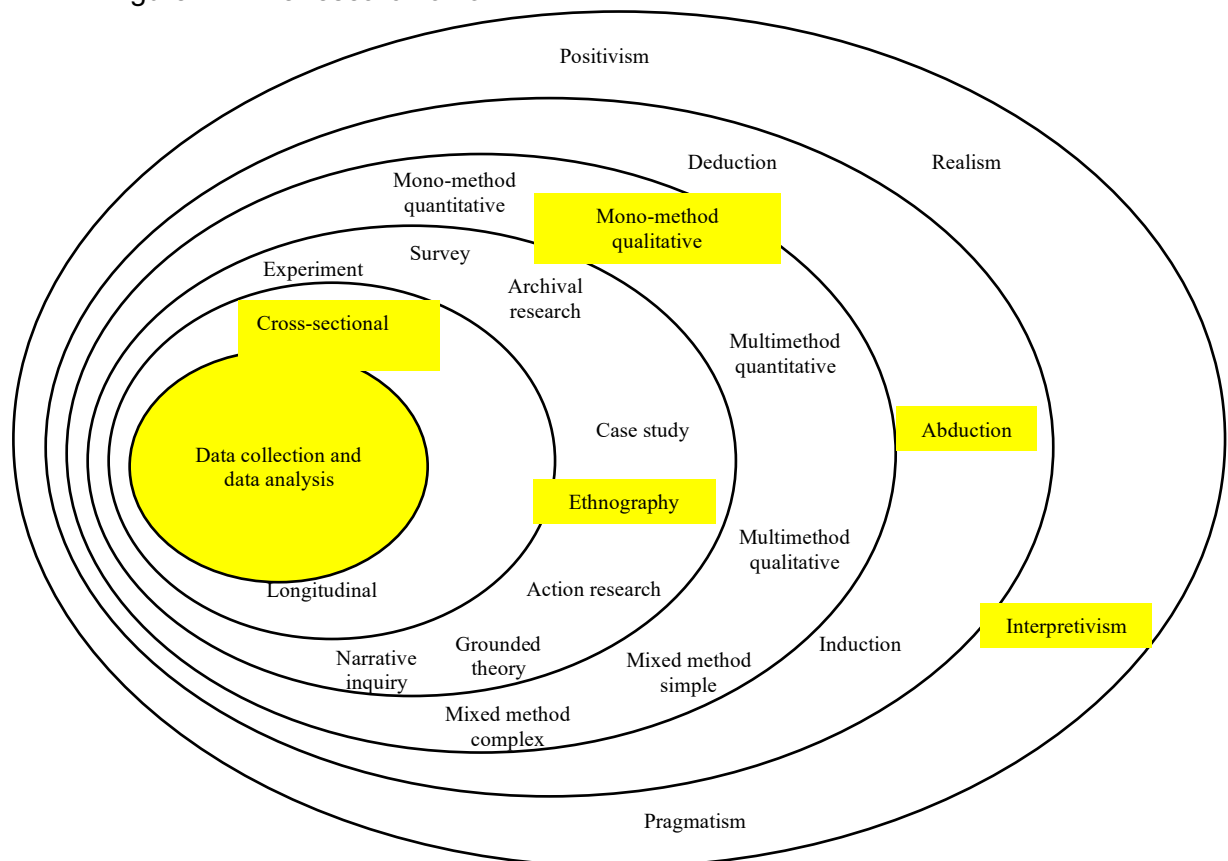 Positivism
Deduction
Realism
Mono-method
quantitative
Mono-method
qualitative
Survey
Experiment
Archival
research
Cross-sectional
Multimethod
quantitative
Case study
Abduction
Data collection and
data analysis
Ethnography
Multimethod
qualitative
Longitudinal
Action research
Interpretivism
Induction
Grounded
theory
Narrative
inquiry
Mixed method
simple
Mixed method
complex
Pragmatism